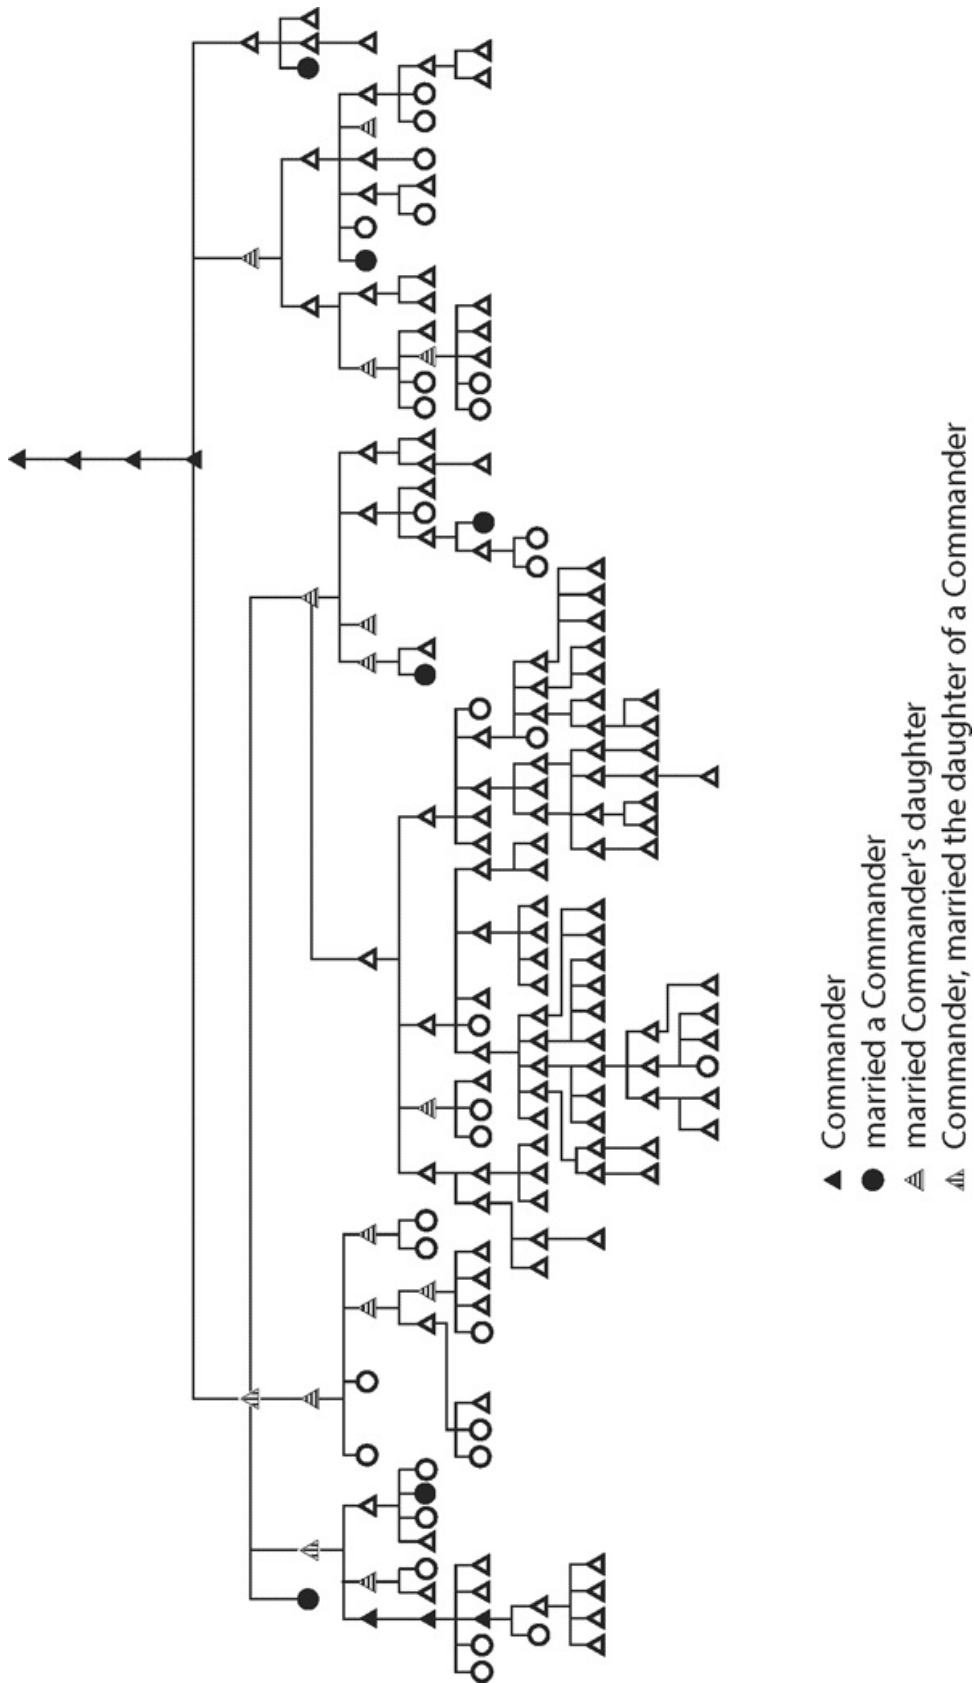 Commander
married a Commander
married Commander's daughter
Commander, married the daughter of a Commander